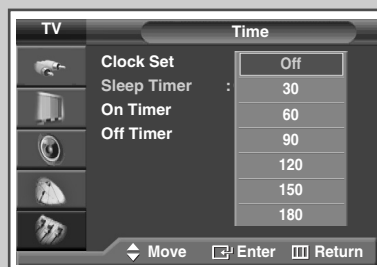 TV
Time
Clock Set
Sleep Timer :
On Timer
Off Timer
Off
30
60
90
120
150
180
Move Enter Return